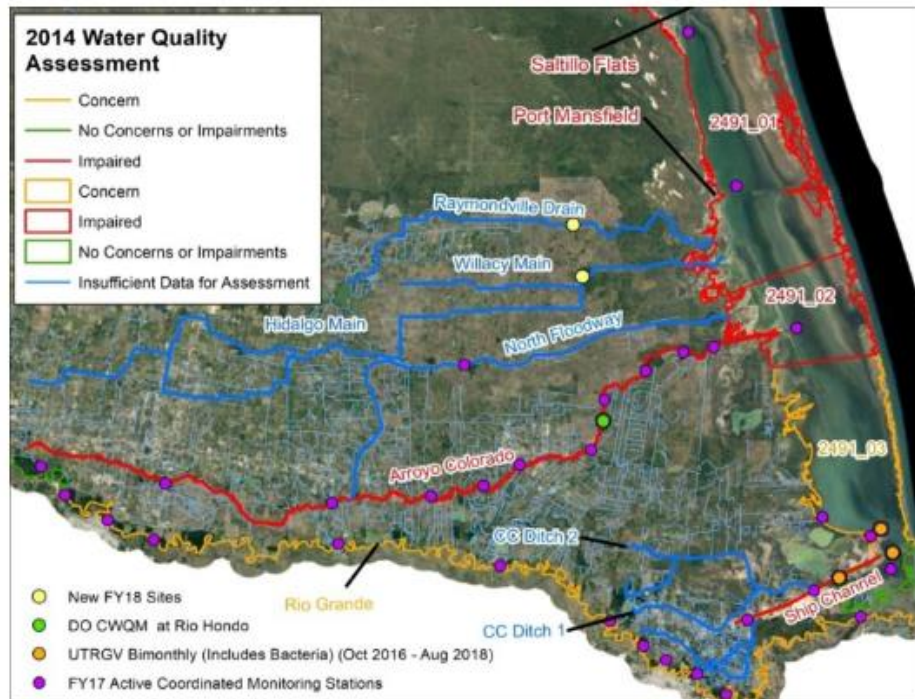 2014 Water Quality
Assessment
Concern
No Concerns or Impairments
Impaired
Concern
Impaired
No Concerns or Impairments
Insufficient Data for Assessment
Saltillo Flats
Port Mansfield
2491_01
Raymondville Drain
Willacy Main
2491_02
Hidalgo Main
North Floodway
2491_03
Arroyo Colorado
CC Ditch 2
Rio Grande
Ship Channel
CC Ditch 1
New FY18 Sites
DO CWQM at Rio Hondo
UTRGV Bimonthly (Includes Bacteria) (Oct 2016 - Aug 2018)
FY17 Active Coordinated Monitoring Stations